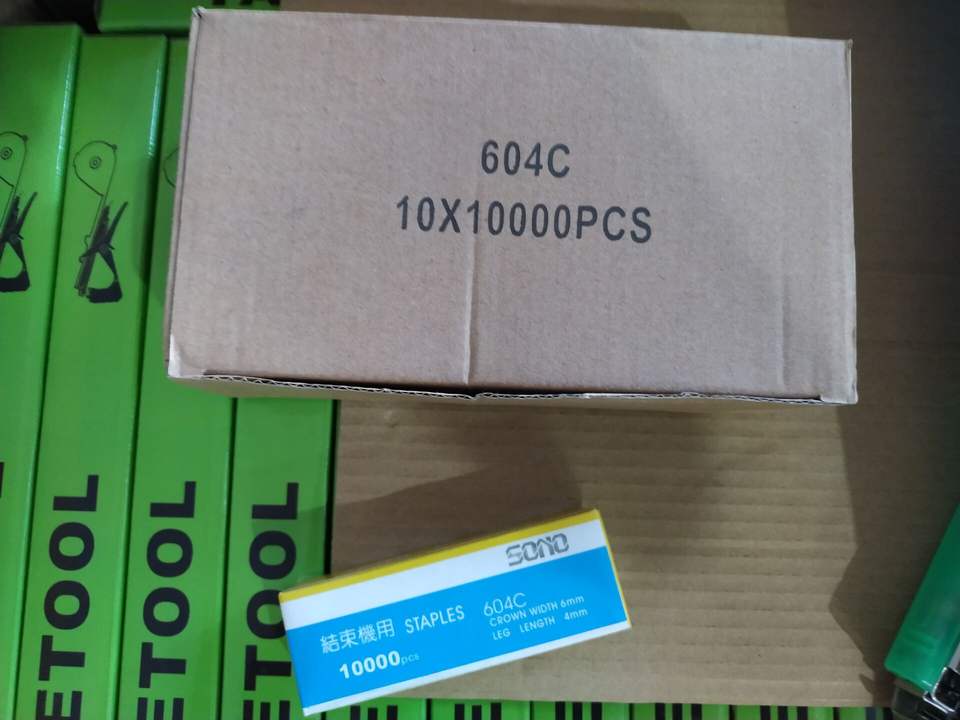 604C
10X10000PCS
SONO
結束機用 STAPLES 604C
CROWN WIDTH 6mm
LEG LENGTH 4mm
10000pcs
ETOOL
ETOOL
ETOOL